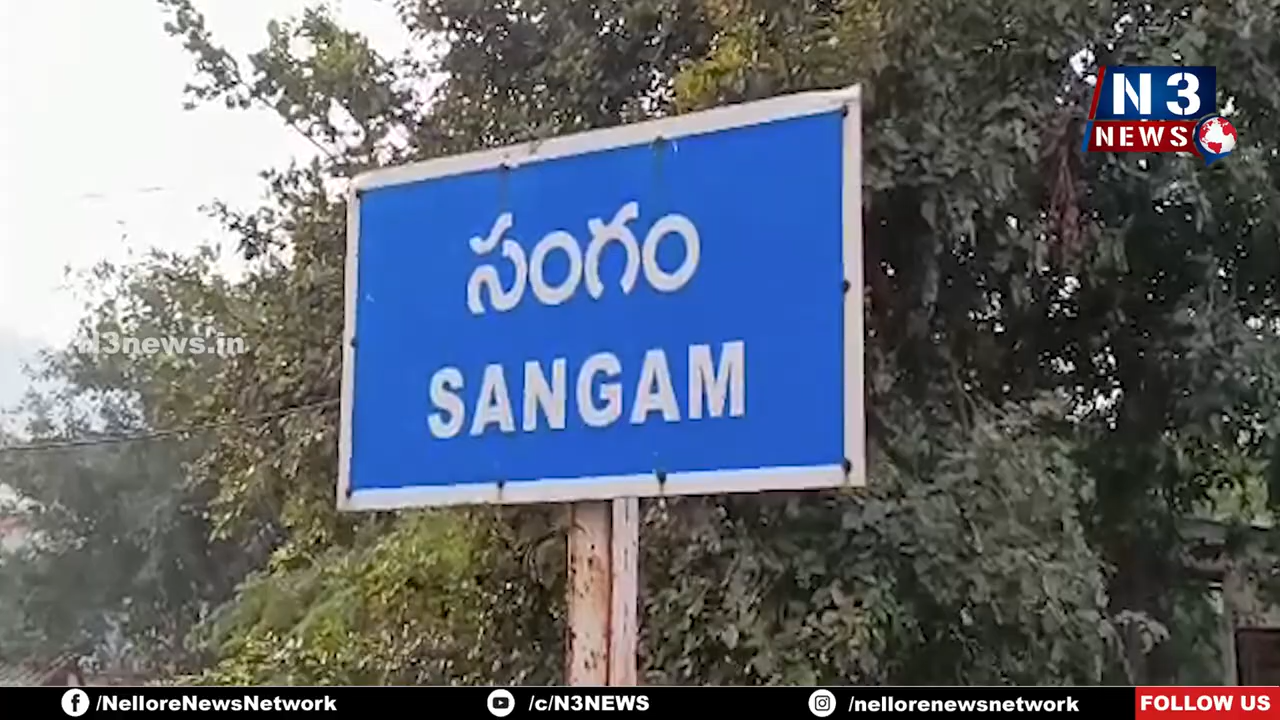 N3
NEWS
సంగం
SANGAM
N3news.in
/NelloreNewsNetwork
/c/N3NEWS
/nellorenewsnetwork
FOLLOW US